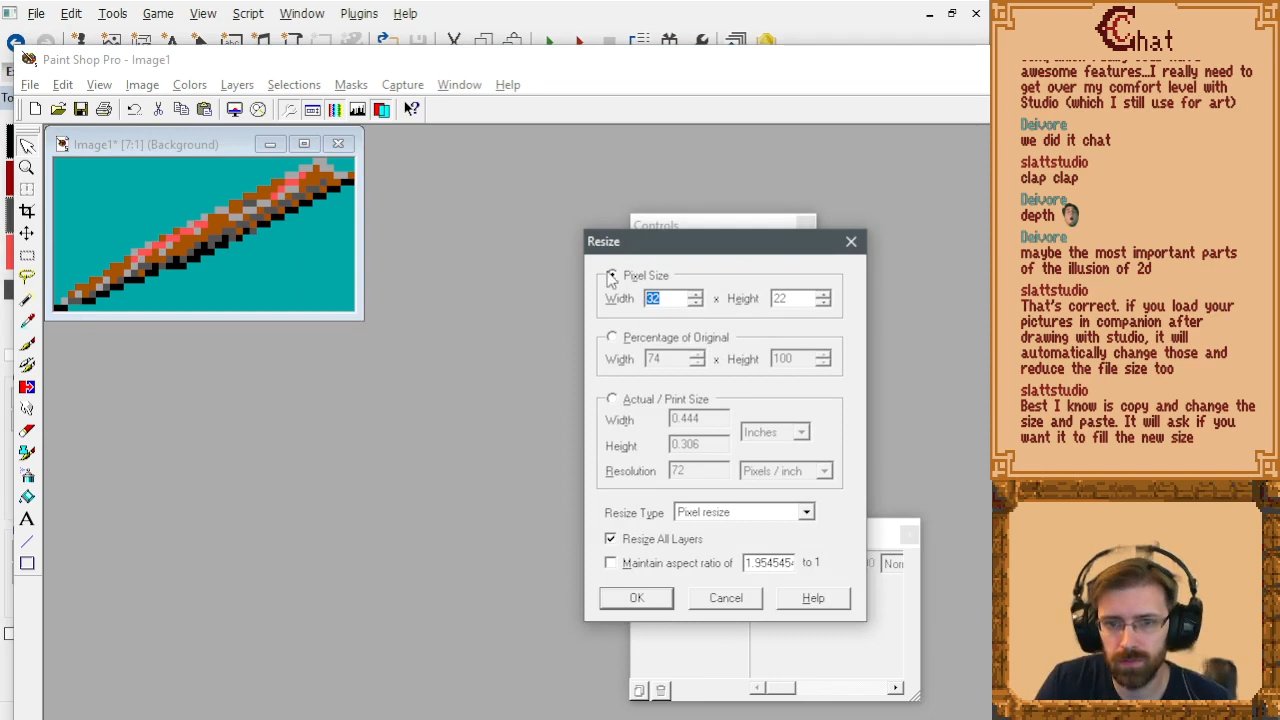 File Edit Tools Game View Script Window Plugins Help
Paint Shop Pro - Image1
File Edit View Image Colors Layers Selections Masks Capture Window Help
Image1* [7:1] (Background)
Controls
Resize
Pixel Size
Width 32 x Height 22
Percentage of Original
Width 74 x Height 100
Actual / Print Size
Width 0.444
Inches
Height 0.306
Resolution 72 Pixels / inch
Resize Type Pixel resize
Resize All Layers
Maintain aspect ratio of 1.954545 to 1
OK Cancel Help
Chat
awesome features...I really need to
get over my comfort level with
Studio (which I still use for art)
Deivore
we did it chat
slattstudio
clap clap
Deivore
depth
Deivore
maybe the most important parts
of the illusion of 2d
slattstudio
That's correct. if you load your
pictures in companion after
drawing with studio, it will
automatically change those and
reduce the file size too
slattstudio
Best I know is copy and change the
size and paste. It will ask if you
want it to fill the new size